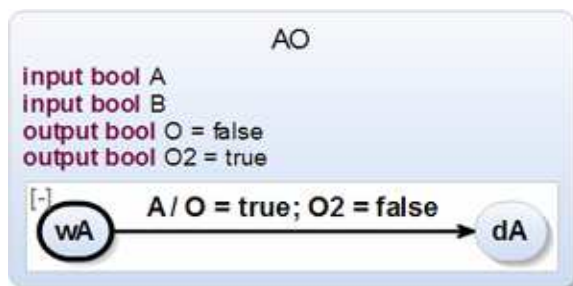 AO
input bool A
input bool B
output bool O = false
output bool O2 = true
[-]
A / O = true; O2 = false
wA
dA